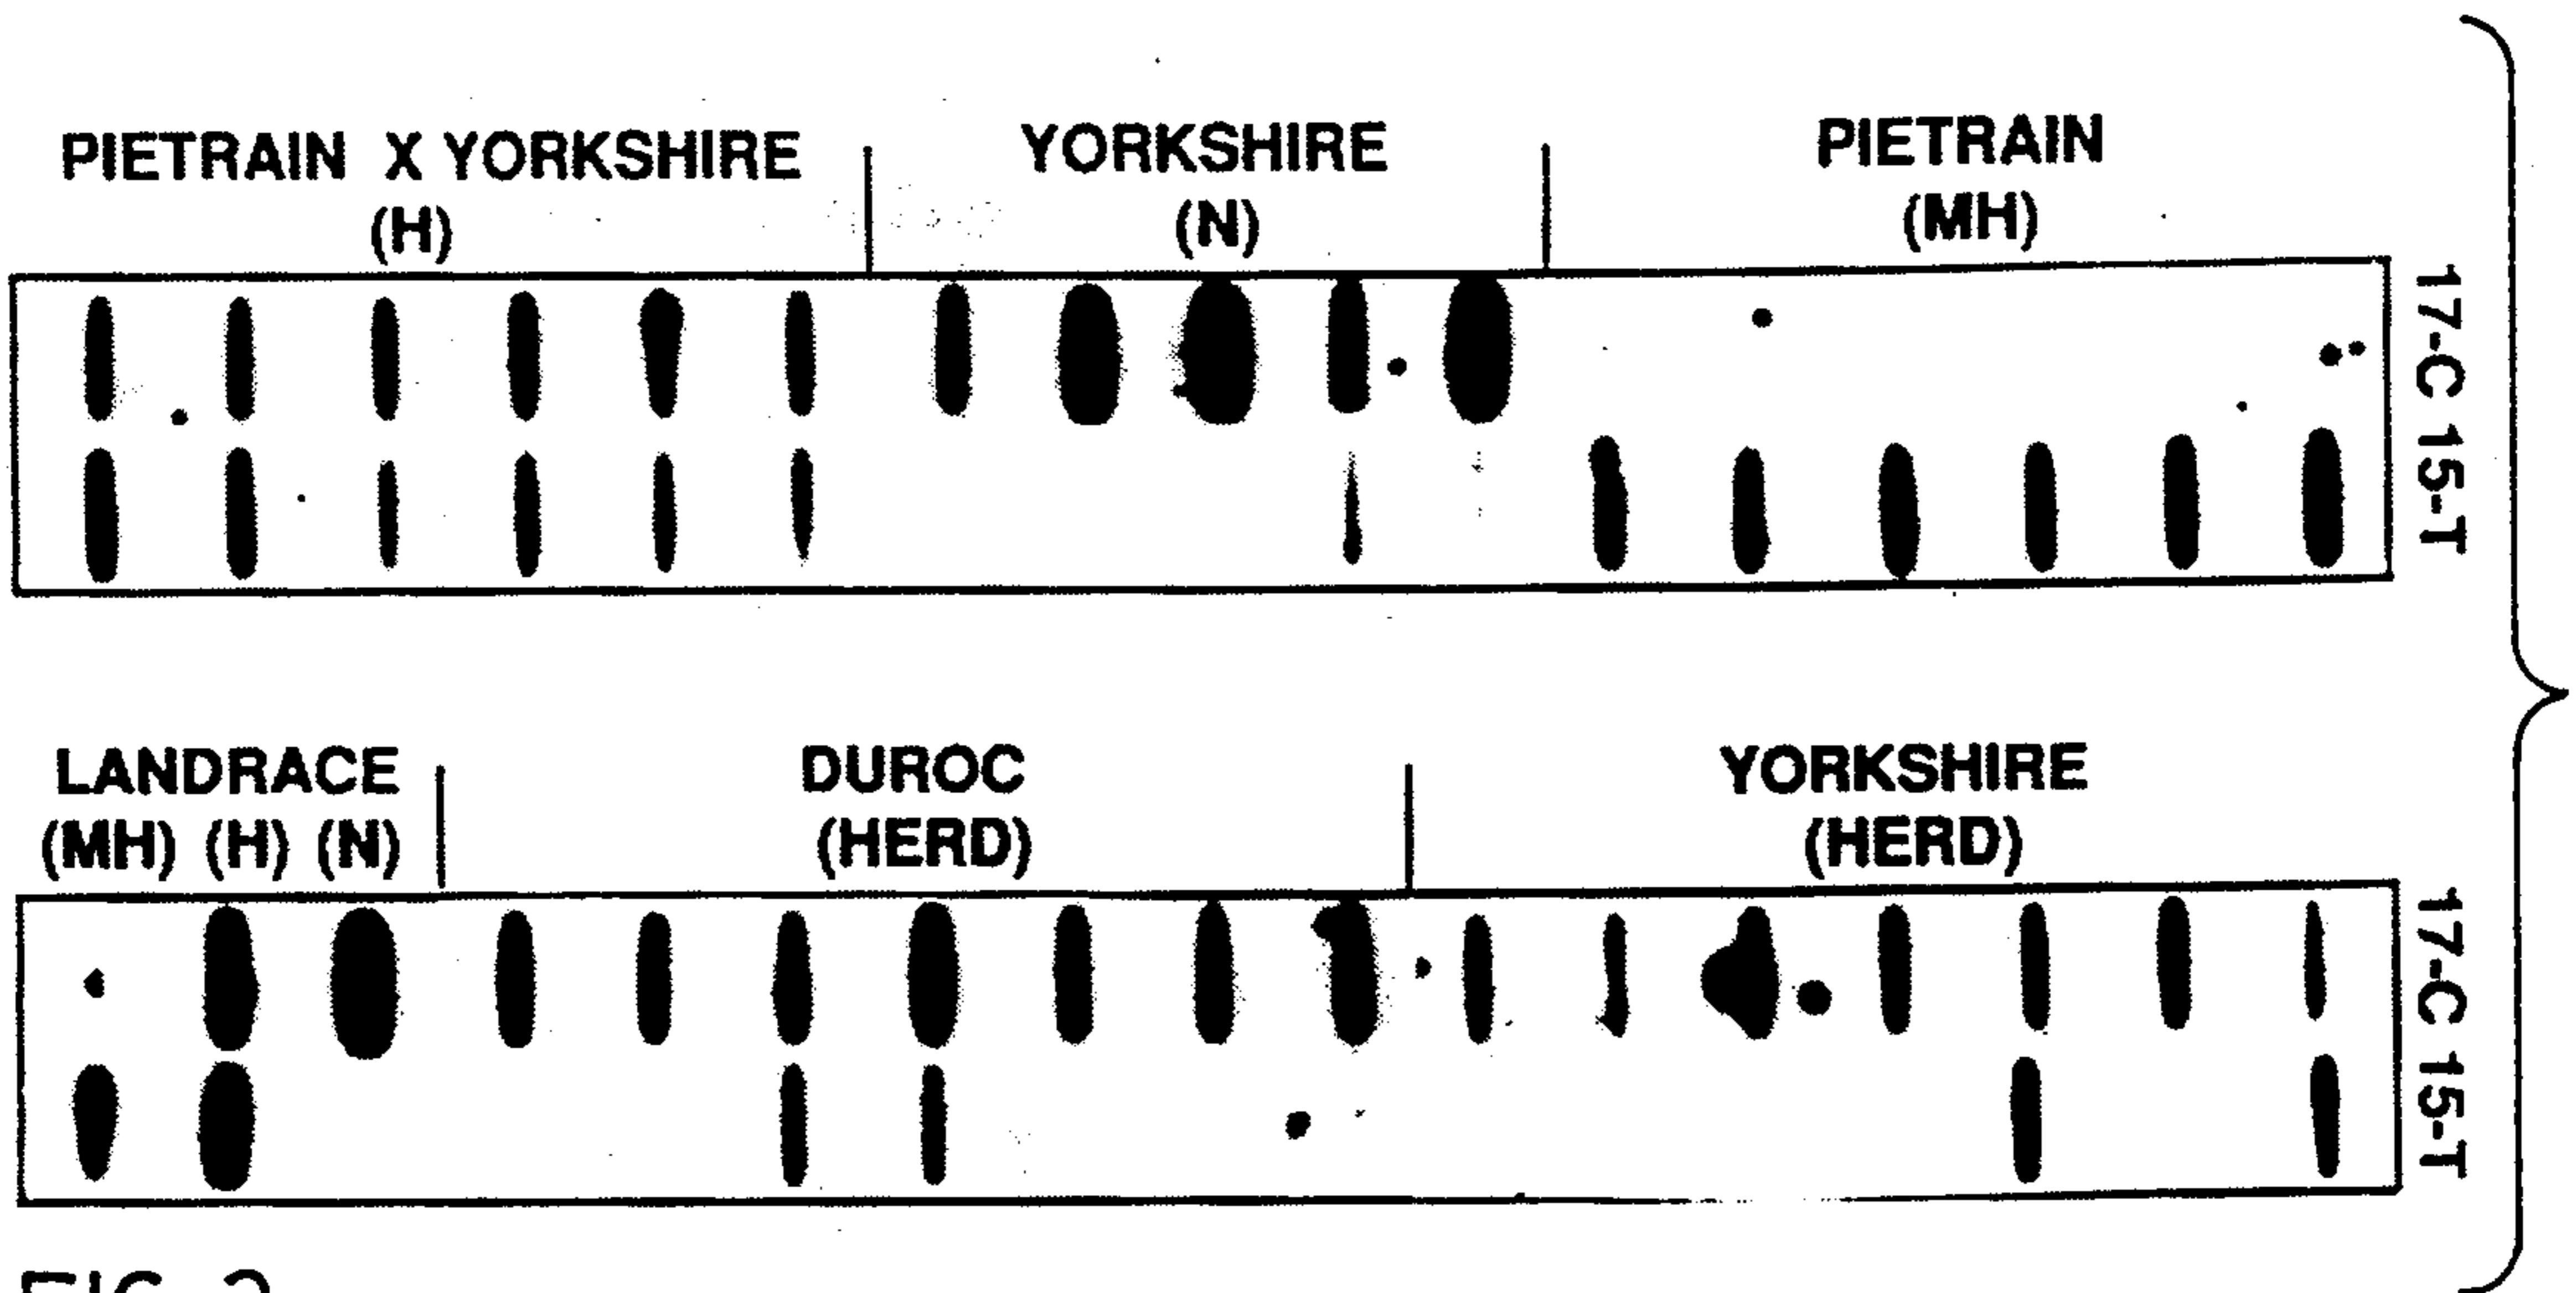 PIETRAIN X YORKSHIRE
(H)
YORKSHIRE
(N)
PIETRAIN
(MH)
17-C 15-T
LANDRACE
(MH) (H) (N)
DUROC
(HERD)
YORKSHIRE
(HERD)
17-C 15-T